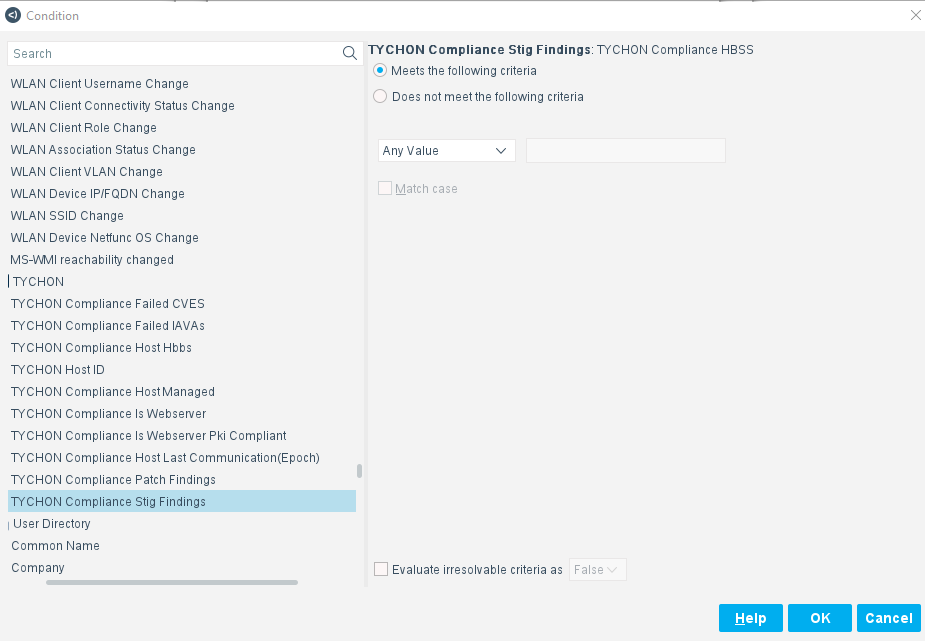 Condition
Search
WLAN Client Username Change
WLAN Client Connectivity Status Change
WLAN Client Role Change
WLAN Association Status Change
WLAN Client VLAN Change
WLAN Device IP/FQDN Change
WLAN SSID Change
WLAN Device Netfunc OS Change
MS-WMI reachability changed
TYCHON
TYCHON Compliance Failed CVES
TYCHON Compliance Failed IAVAs
TYCHON Compliance Host Hbbs
TYCHON Host ID
TYCHON Compliance Host Managed
TYCHON Compliance Is Webserver
TYCHON Compliance Is Webserver Pki Compliant
TYCHON Compliance Host Last Communication(Epoch)
TYCHON Compliance Patch Findings
TYCHON Compliance Stig Findings
User Directory
Common Name
Company
TYCHON Compliance Stig Findings: TYCHON Compliance HBSS
Meets the following criteria
Does not meet the following criteria
Any Value
Match case
Evaluate irresolvable criteria as False
Help OK Cancel